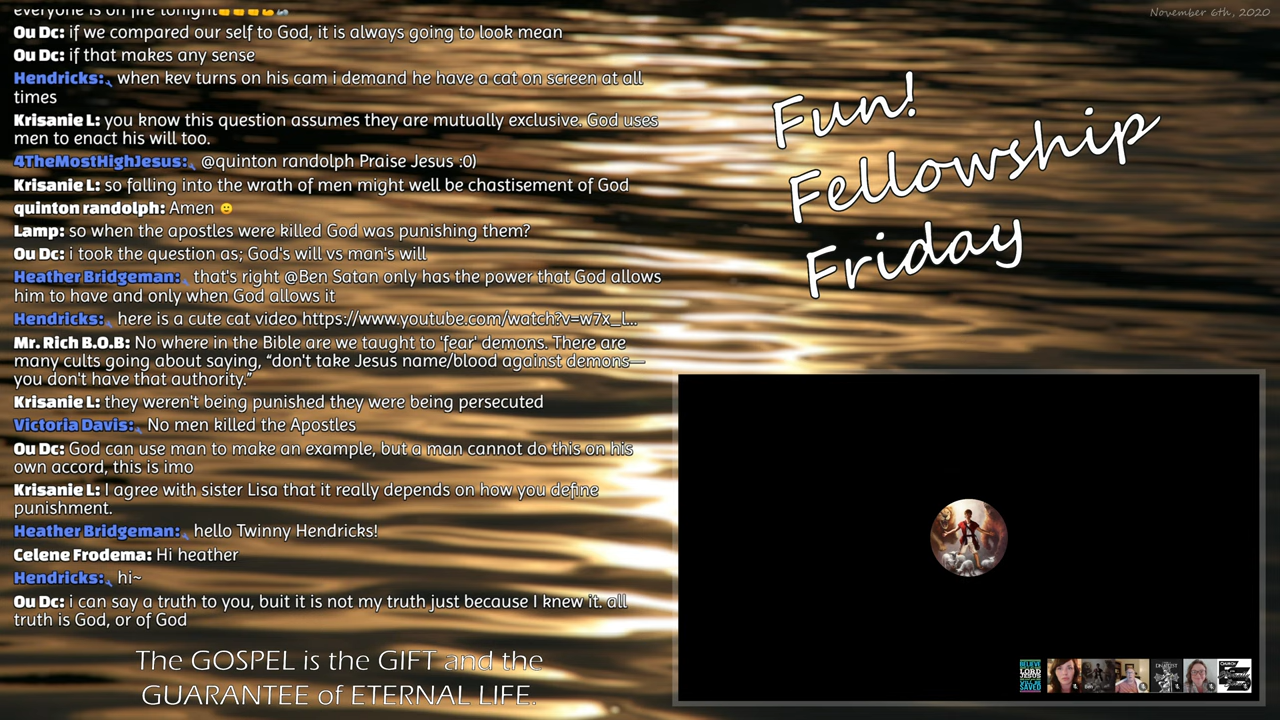 everyone is on fire tonight
Ou Dc: if we compared our self to God, it is always going to look mean
Ou Dc: if that makes any sense
Hendricks: when kev turns on his cam i demand he have a cat on screen at all
times
Krisanie L: you know this question assumes they are mutually exclusive. God uses
men to enact his will too.
4TheMostHighJesus: @quinton randolph Praise Jesus :0)
Krisanie L: so falling into the wrath of men might well be chastisement of God
quinton randolph: Amen 🙂
Lamp: so when the apostles were killed God was punishing them?
Ou Dc: i took the question as; God's will vs man's will
Heather Bridgeman: that's right @Ben Satan only has the power that God allows
him to have and only when God allows it
Hendricks: here is a cute cat video https://www.youtube.com/watch?v=w7x_l...
Mr. Rich B.O.B: No where in the Bible are we taught to 'fear' demons. There are
many cults going about saying, “don't take Jesus name/blood against demons—
you don't have that authority.”
Krisanie L: they weren't being punished they were being persecuted
Victoria Davis: No men killed the Apostles
Ou Dc: God can use man to make an example, but a man cannot do this on his
own accord, this is imo
Krisanie L: I agree with sister Lisa that it really depends on how you define
punishment.
Heather Bridgeman: hello Twinny Hendricks!
Celene Frodema: Hi heather
Hendricks: hi~
Ou Dc: i can say a truth to you, buit it is not my truth just because I knew it. all
truth is God, or of God
The GOSPEL is the GIFT and the
GUARANTEE of ETERNAL LIFE.
November 6th, 2020
Fun!
Fellowship
Friday
BELIEVE
LORD
JESUS
SAVED